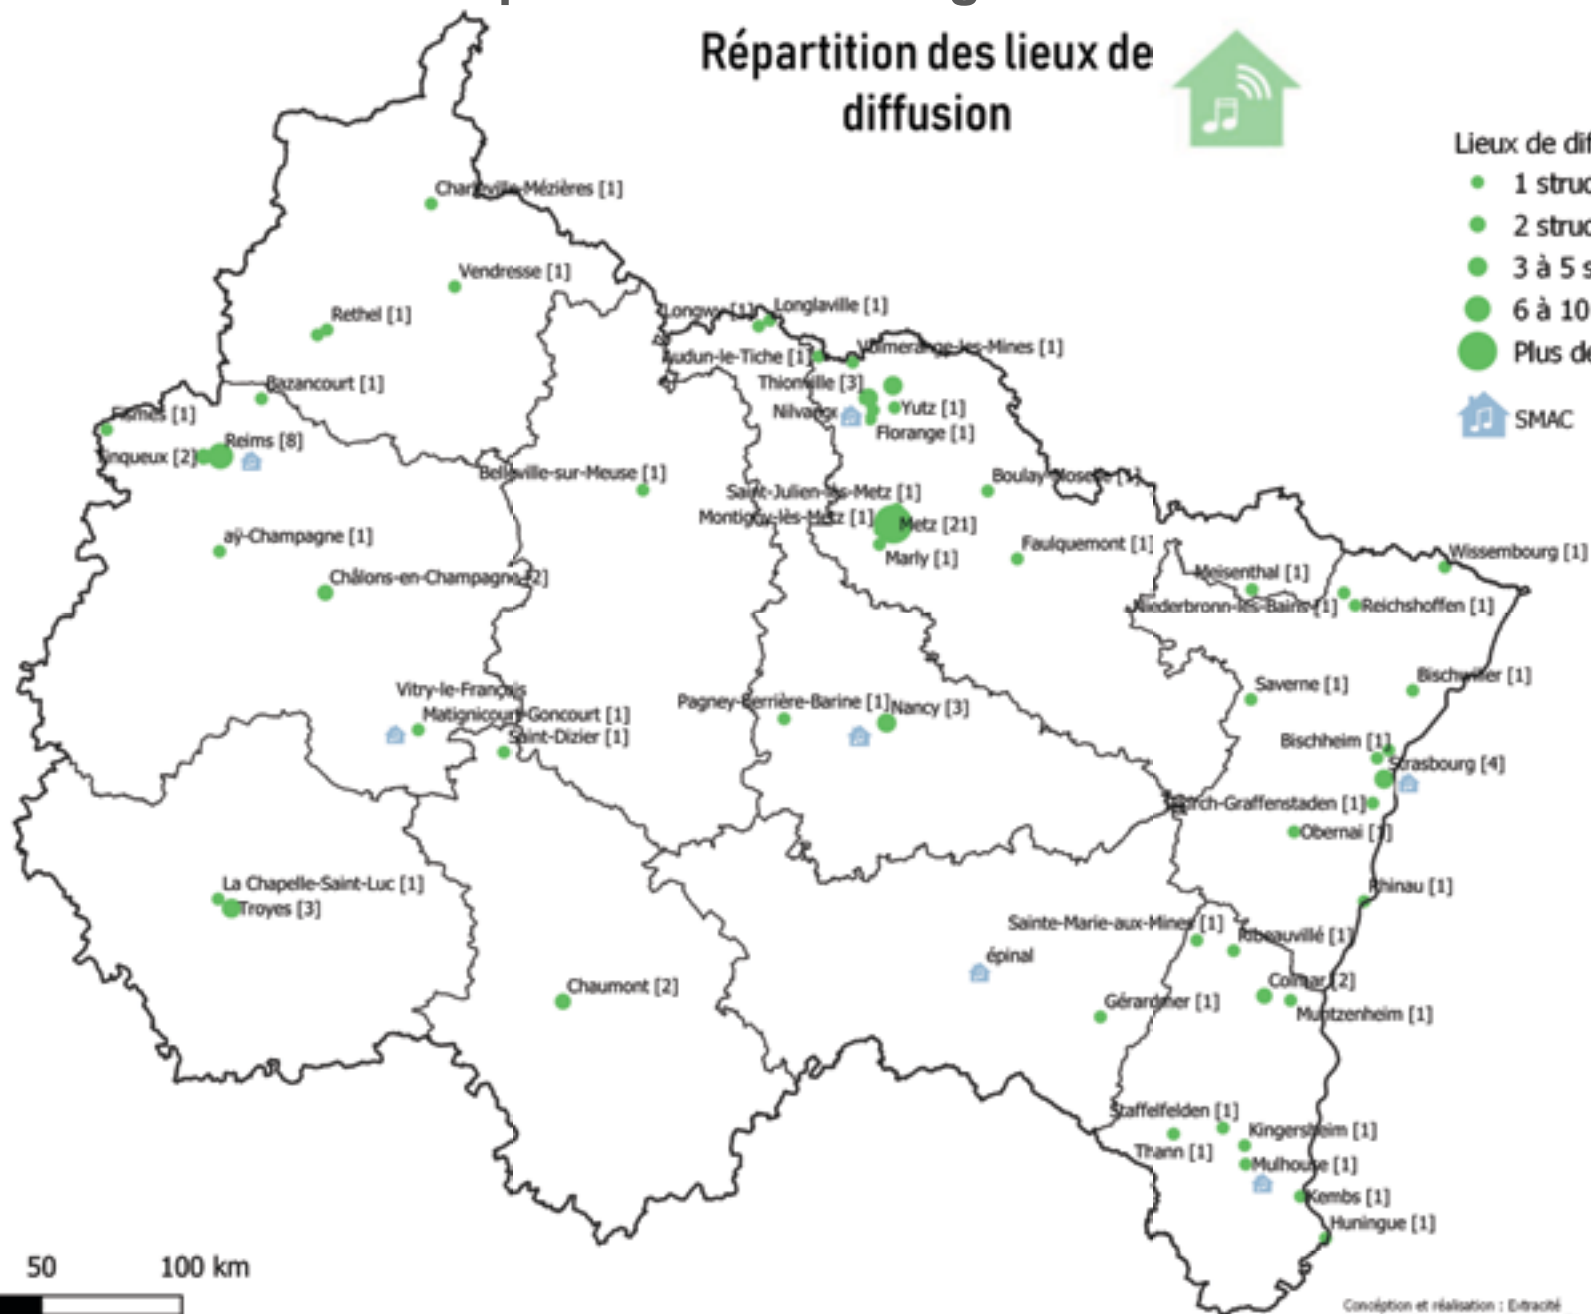 Répartition des lieux de
diffusion
Lieux de dif
1 struc
2 struc
3 à 5 s
6 à 10
Plus de
SMAC
Charleville-Mézières [1]
Vendresse [1]
Rethel [1]
Longwy [1]
Longlaville [1]
Audun-le-Tiche [1]
Volmerange-les-Mines [1]
Thionville [3]
Bazancourt [1]
Nilvange
Yutz [1]
Fismes [1]
Florange [1]
Reims [8]
Tinqueux [2]
Belleville-sur-Meuse [1]
Boulay-Moselle [1]
Saint-Julien-lès-Metz [1]
Montigny-lès-Metz [1]
Metz [21]
aÿ-Champagne [1]
Marly [1]
Faulquemont [1]
Wissembourg [1]
Châlons-en-Champagne [2]
Meisenthal [1]
Niederbronn-les-Bains [1]
Reichshoffen [1]
Vitry-le-François
Saverne [1]
Bischwiller [1]
Pagney-Derrière-Barine [1]
Nancy [3]
Matignicourt-Goncourt [1]
Saint-Dizier [1]
Bischheim [1]
Strasbourg [4]
irch-Graffenstaden [1]
Obernai [1]
La Chapelle-Saint-Luc [1]
Rhinau [1]
Troyes [3]
Sainte-Marie-aux-Mines [1]
Ribeauvillé [1]
épinal
Chaumont [2]
Colmar [2]
Gérardmer [1]
Muntzenheim [1]
Staffelfelden [1]
Kingersheim [1]
Thann [1]
Mulhouse [1]
Kembs [1]
Huningue [1]
50 100 km
Concéption et réalisation : Extracité